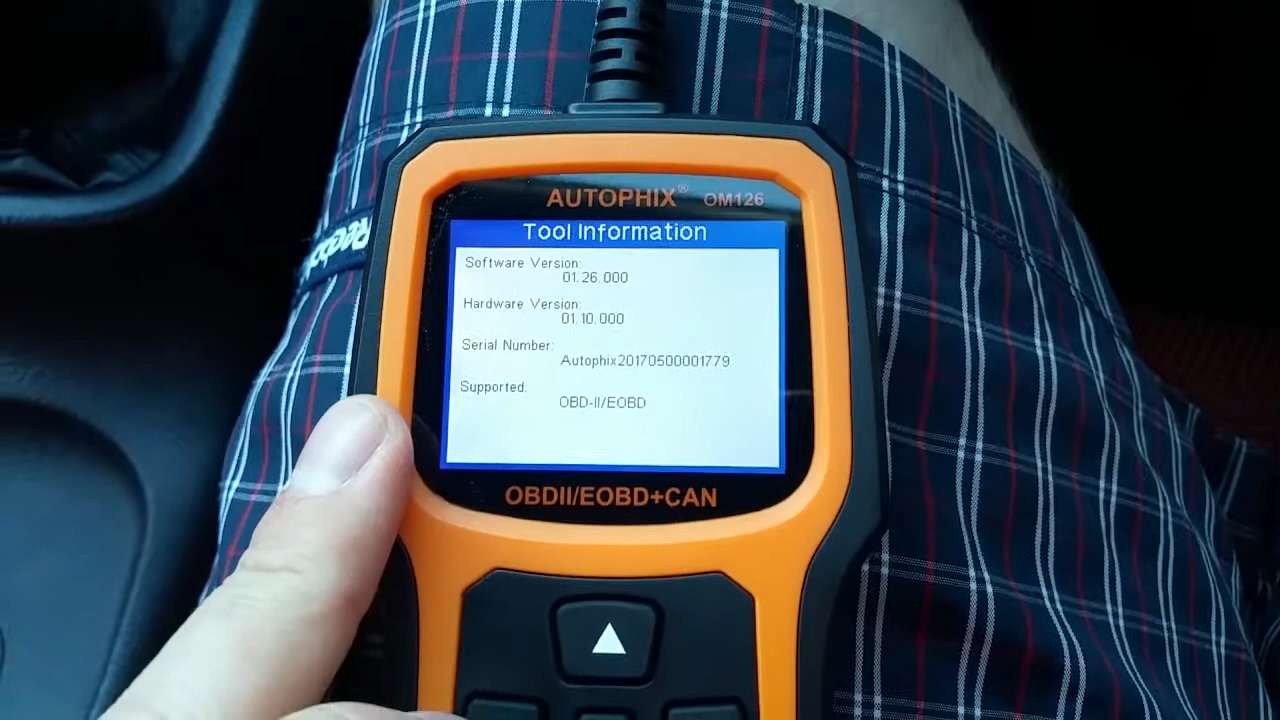 AUTOPHIX® OM126
Tool Information
Software Version:
01.26.000
Hardware Version:
01.10.000
Serial Number:
Autophix20170500001779
Supported:
OBD-II/EOBD
OBDII/EOBD+CAN
Reebok